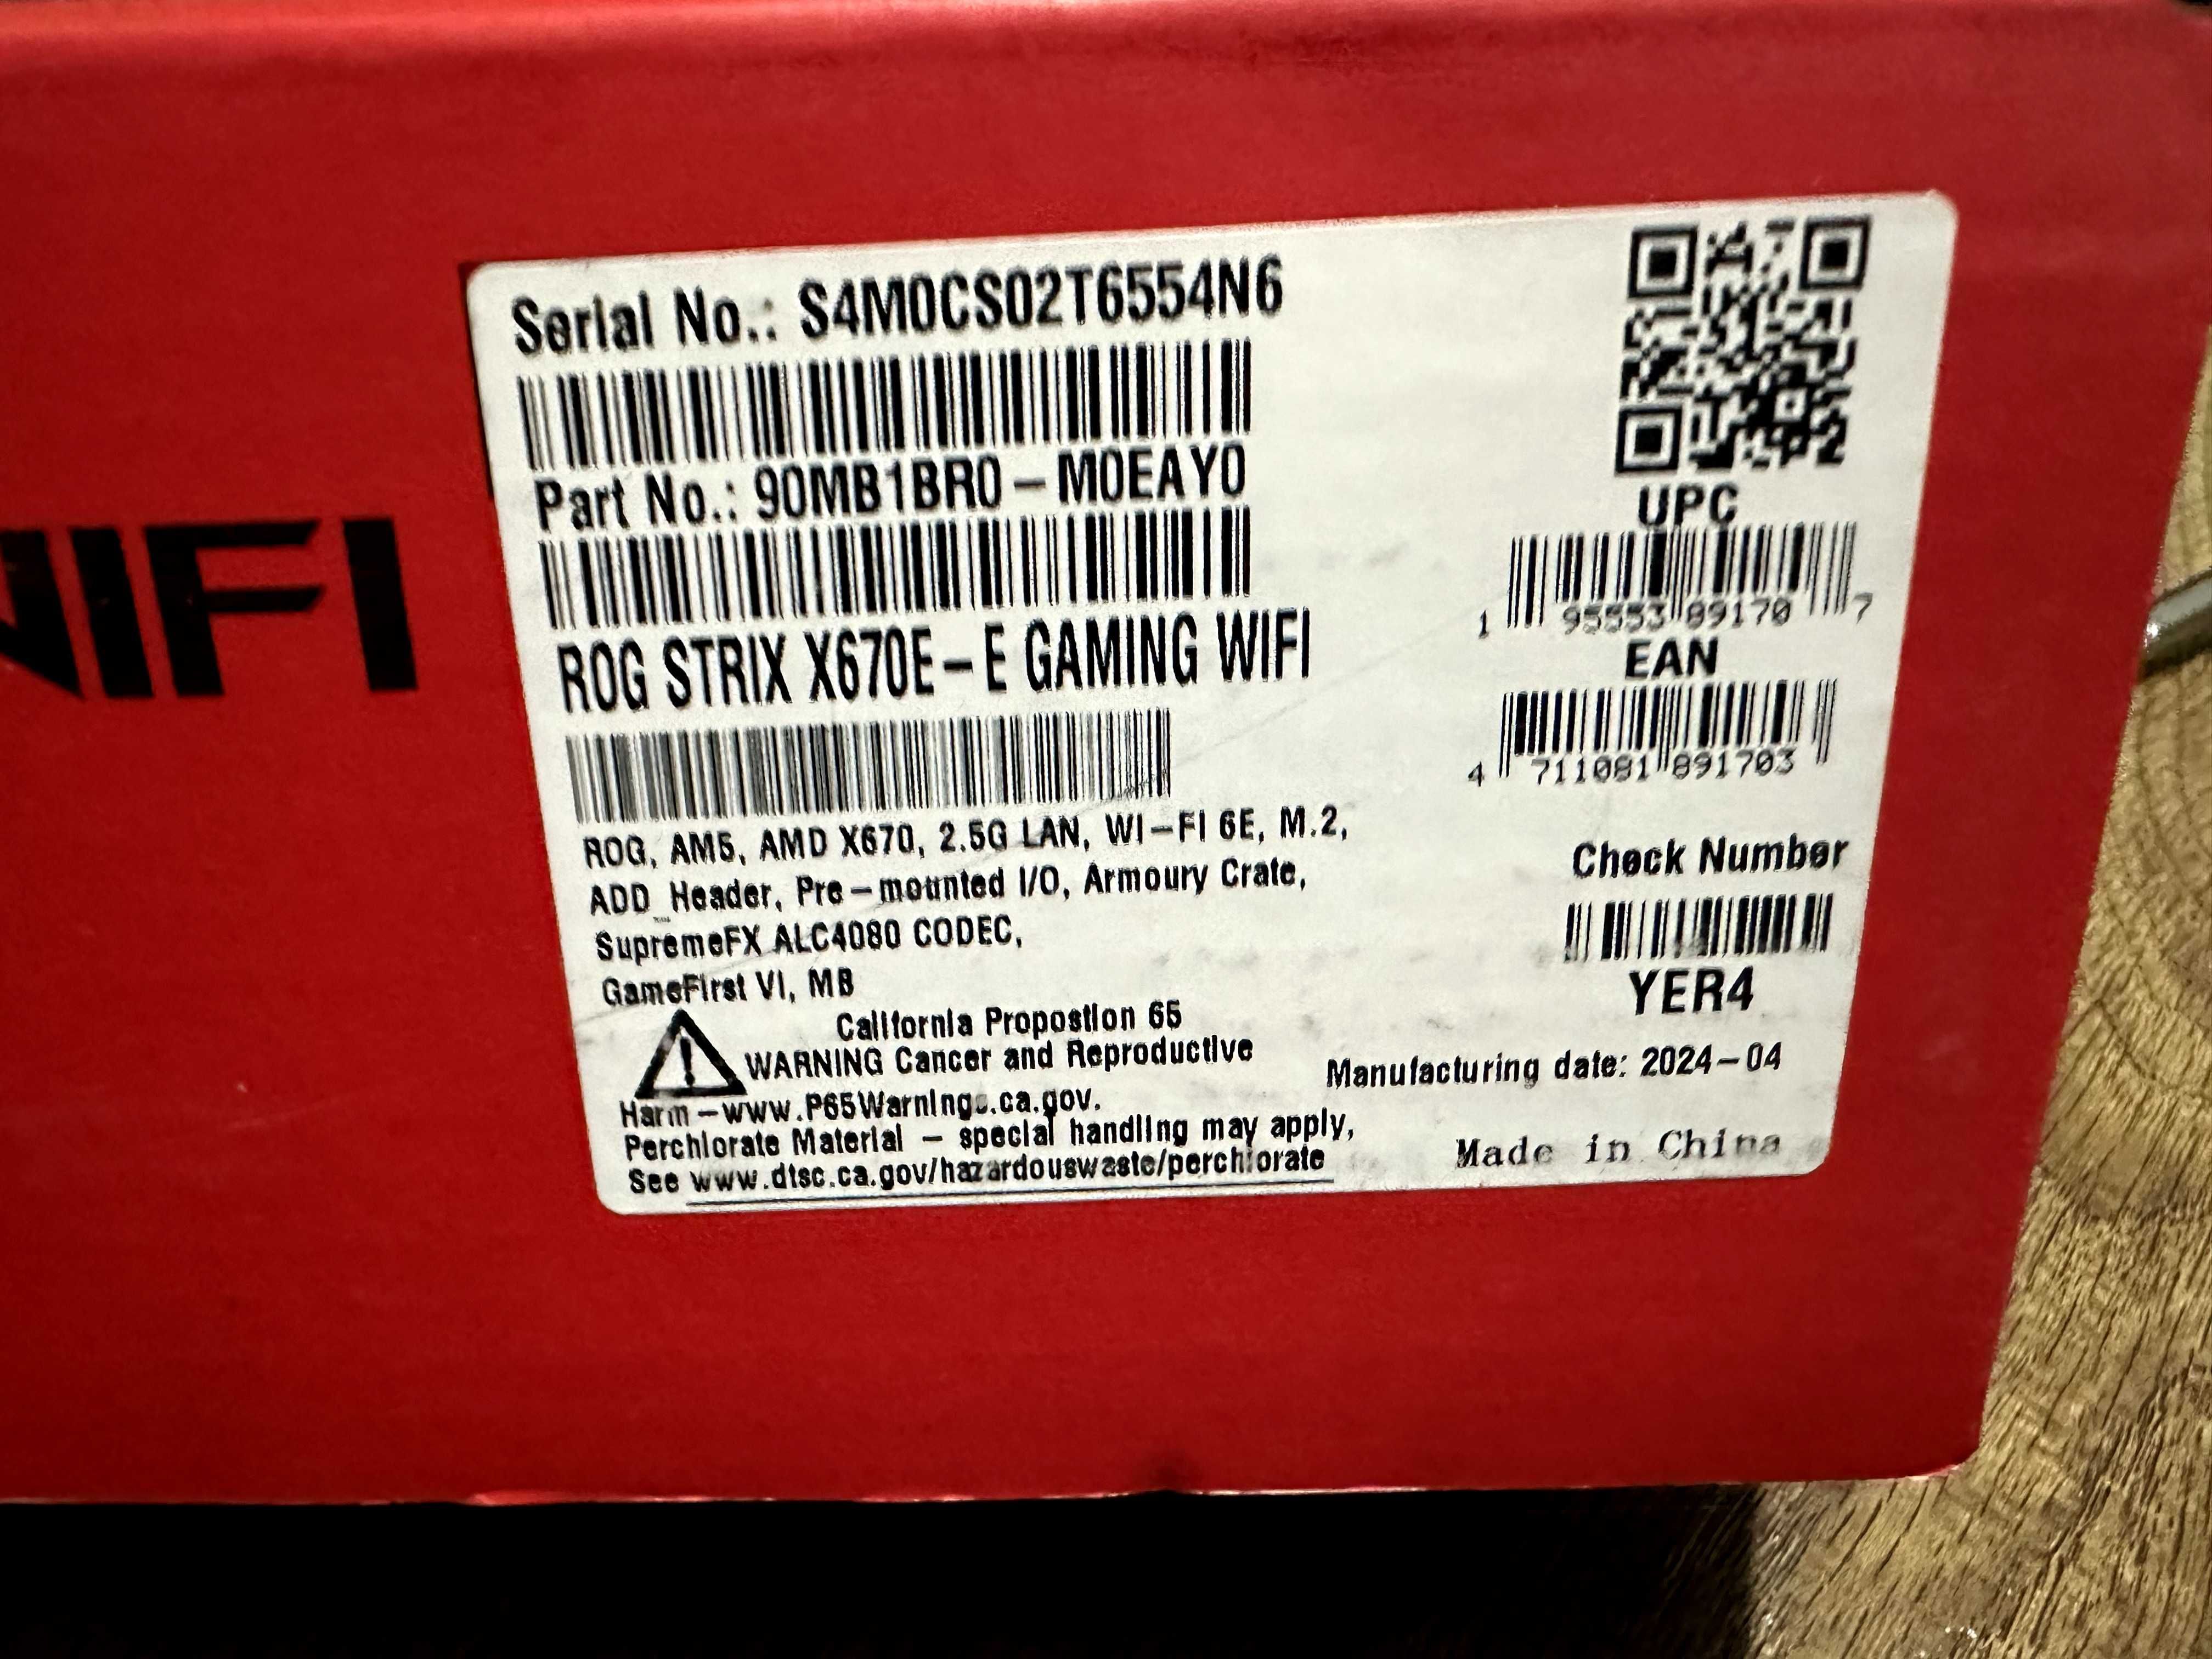 WIFI
Serial No.: S4M0CS02T6554N6
Part No.: 90MB1BR0-M0EAY0
ROG STRIX X670E-E GAMING WIFI
ROG, AM5, AMD X670, 2.5G LAN, WI-FI 6E, M.2,
ADD_Header, Pre-mounted I/O, Armoury Crate,
SupremeFX ALC4080 CODEC,
GameFirst VI, MB
California Propostion 65
WARNING Cancer and Reproductive
Harm-www.P65Warnings.ca.gov.
Perchlorate Material - special handling may apply,
See www.dtsc.ca.gov/hazardouswaste/perchlorate
UPC
1 95553 89170 7
EAN
4 711081 891703
Check Number
YER4
Manufacturing date: 2024-04
Made in China